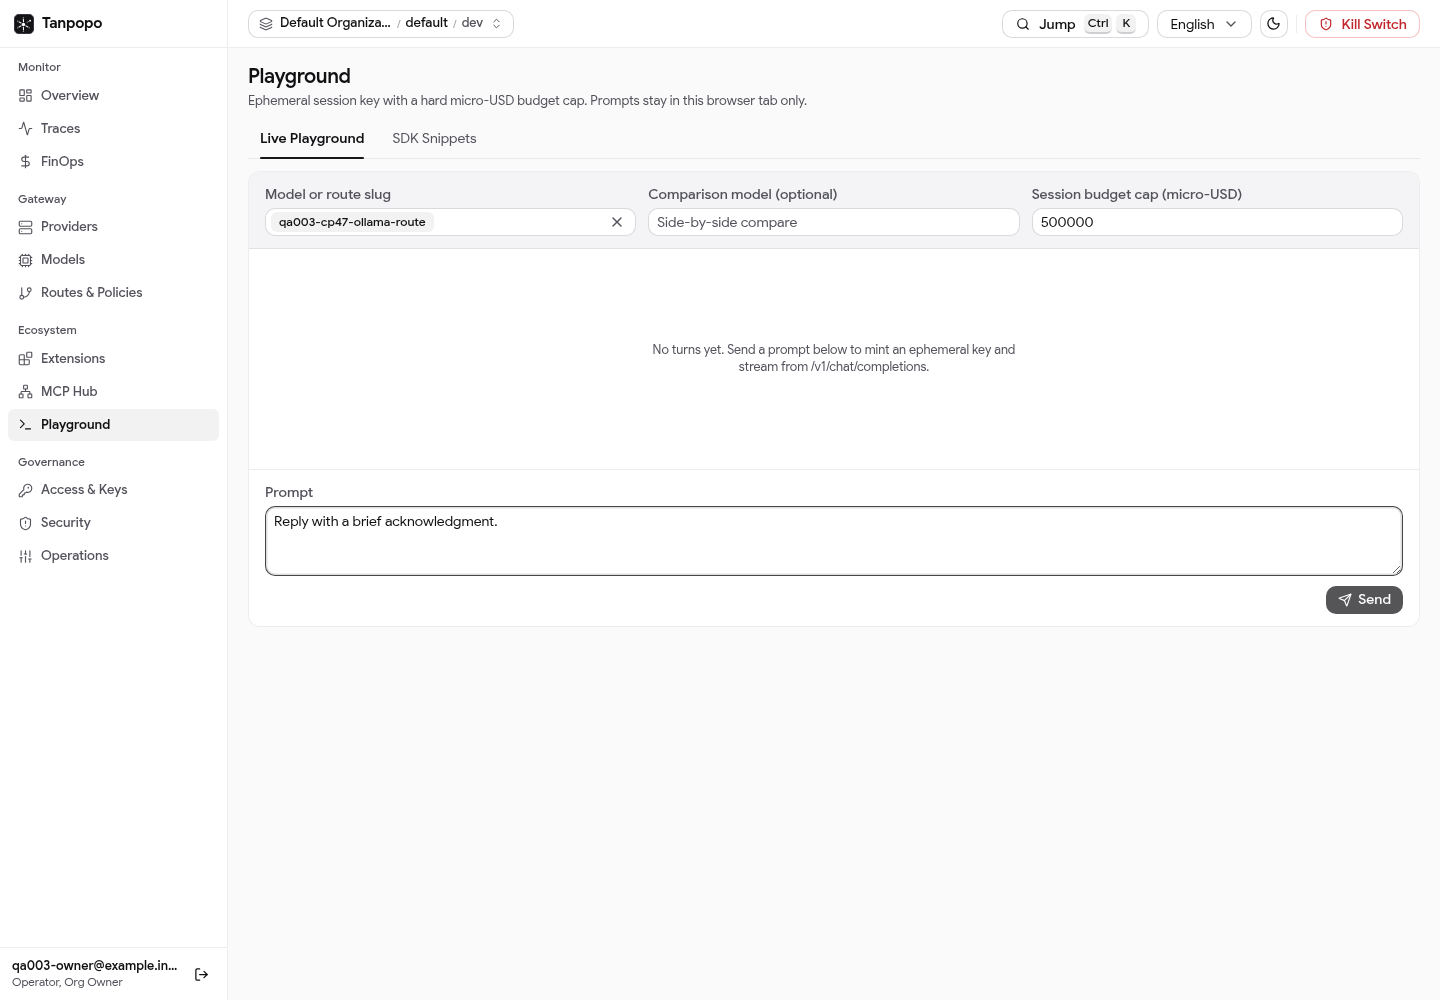 Tanpopo
Default Organiza... / default / dev
Jump Ctrl K
English
Kill Switch
Monitor
Overview
Traces
FinOps
Gateway
Providers
Models
Routes & Policies
Ecosystem
Extensions
MCP Hub
Playground
Governance
Access & Keys
Security
Operations
qa003-owner@example.in...
Operator, Org Owner
Playground
Ephemeral session key with a hard micro-USD budget cap. Prompts stay in this browser tab only.
Live Playground SDK Snippets
Model or route slug
qa003-cp47-ollama-route
Comparison model (optional)
Side-by-side compare
Session budget cap (micro-USD)
500000
No turns yet. Send a prompt below to mint an ephemeral key and
stream from /v1/chat/completions.
Prompt
Reply with a brief acknowledgment.
Send